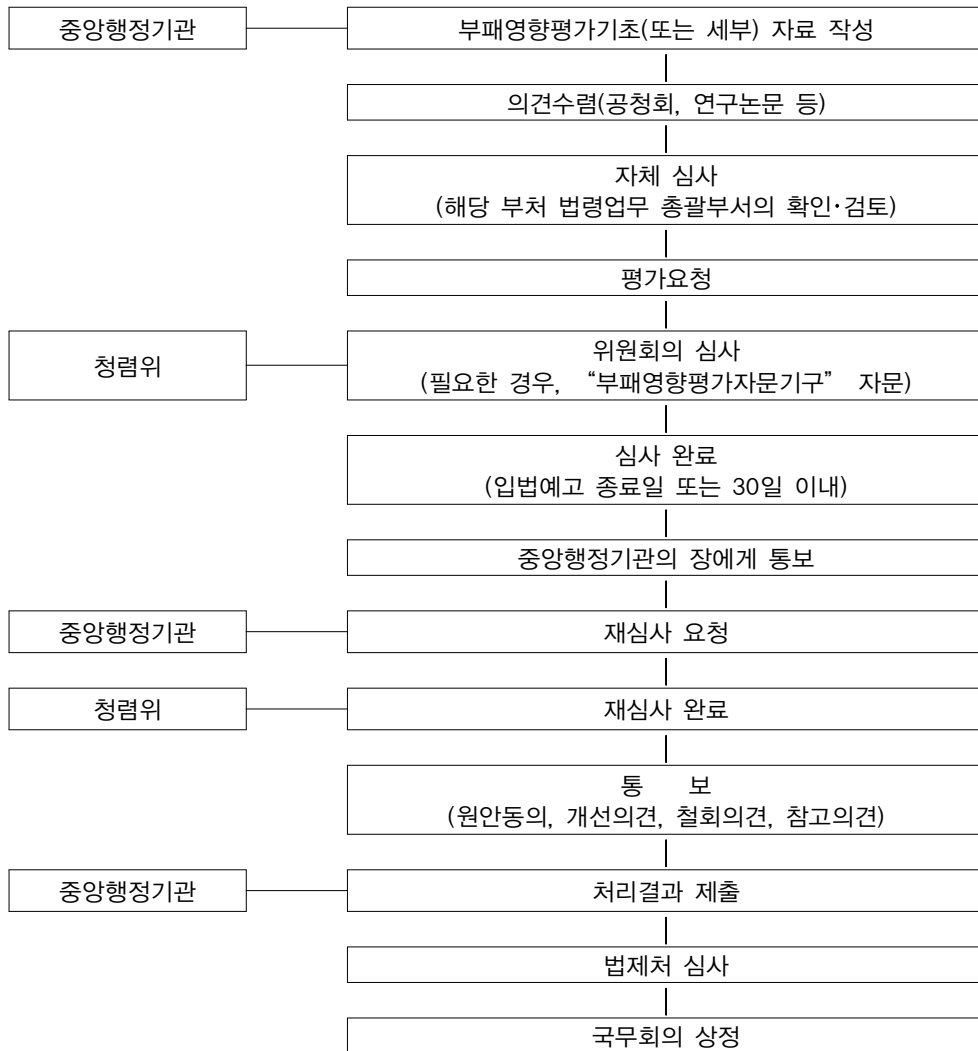 중앙행정기관
부패영향평가기초(또는 세부) 자료 작성
의견수렴(공청회, 연구논문 등)
자체 심사
(해당 부처 법령업무 총괄부서의 확인·검토)
평가요청
청렴위
위원회의 심사
(필요한 경우, “부패영향평가자문기구” 자문)
심사 완료
(입법예고 종료일 또는 30일 이내)
중앙행정기관의 장에게 통보
중앙행정기관
재심사 요청
청렴위
재심사 완료
통 보
(원안동의, 개선의견, 철회의견, 참고의견)
중앙행정기관
처리결과 제출
법제처 심사
국무회의 상정